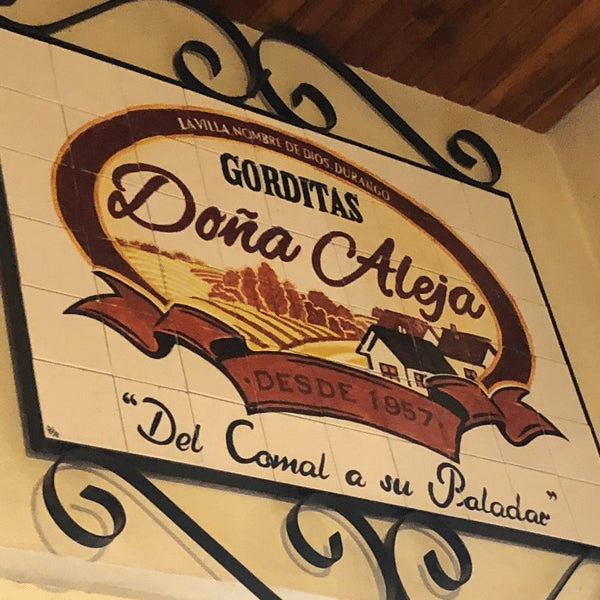 LA VILLA NOMBRE DE DIOS, DURANGO
GORDITAS
Doña Aleja
·DESDE 1957·
"Del Comal a su Paladar"